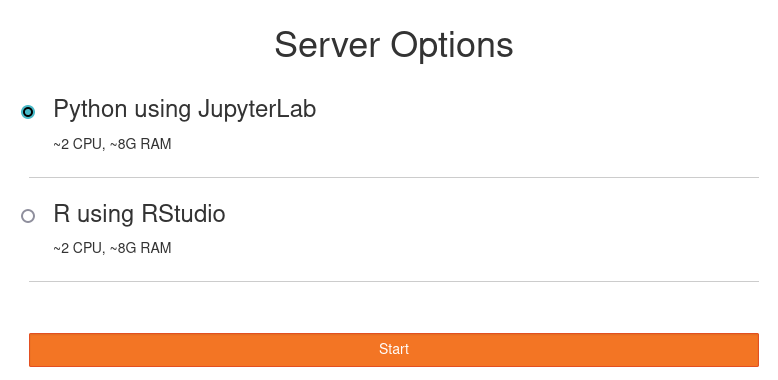 Server Options
Python using JupyterLab
~2 CPU, ~8G RAM
R using RStudio
~2 CPU, ~8G RAM
Start